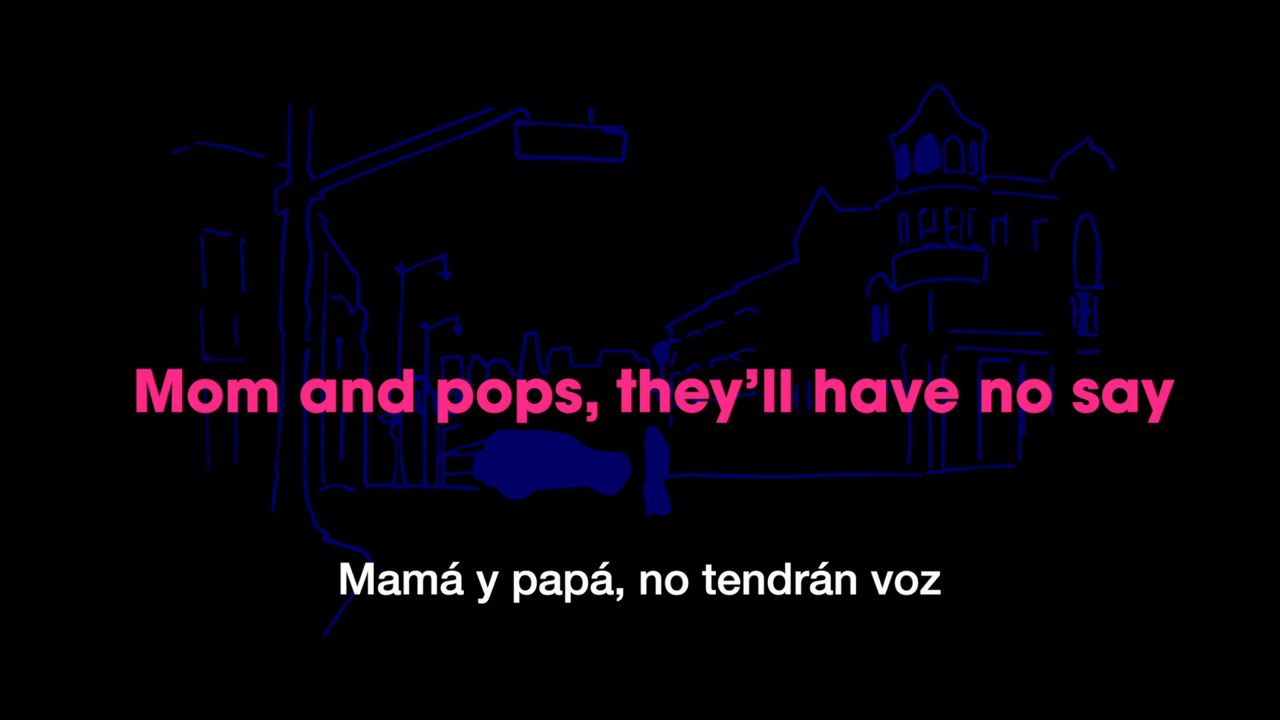 Mom and pops, they’ll have no say
Mamá y papá, no tendrán voz